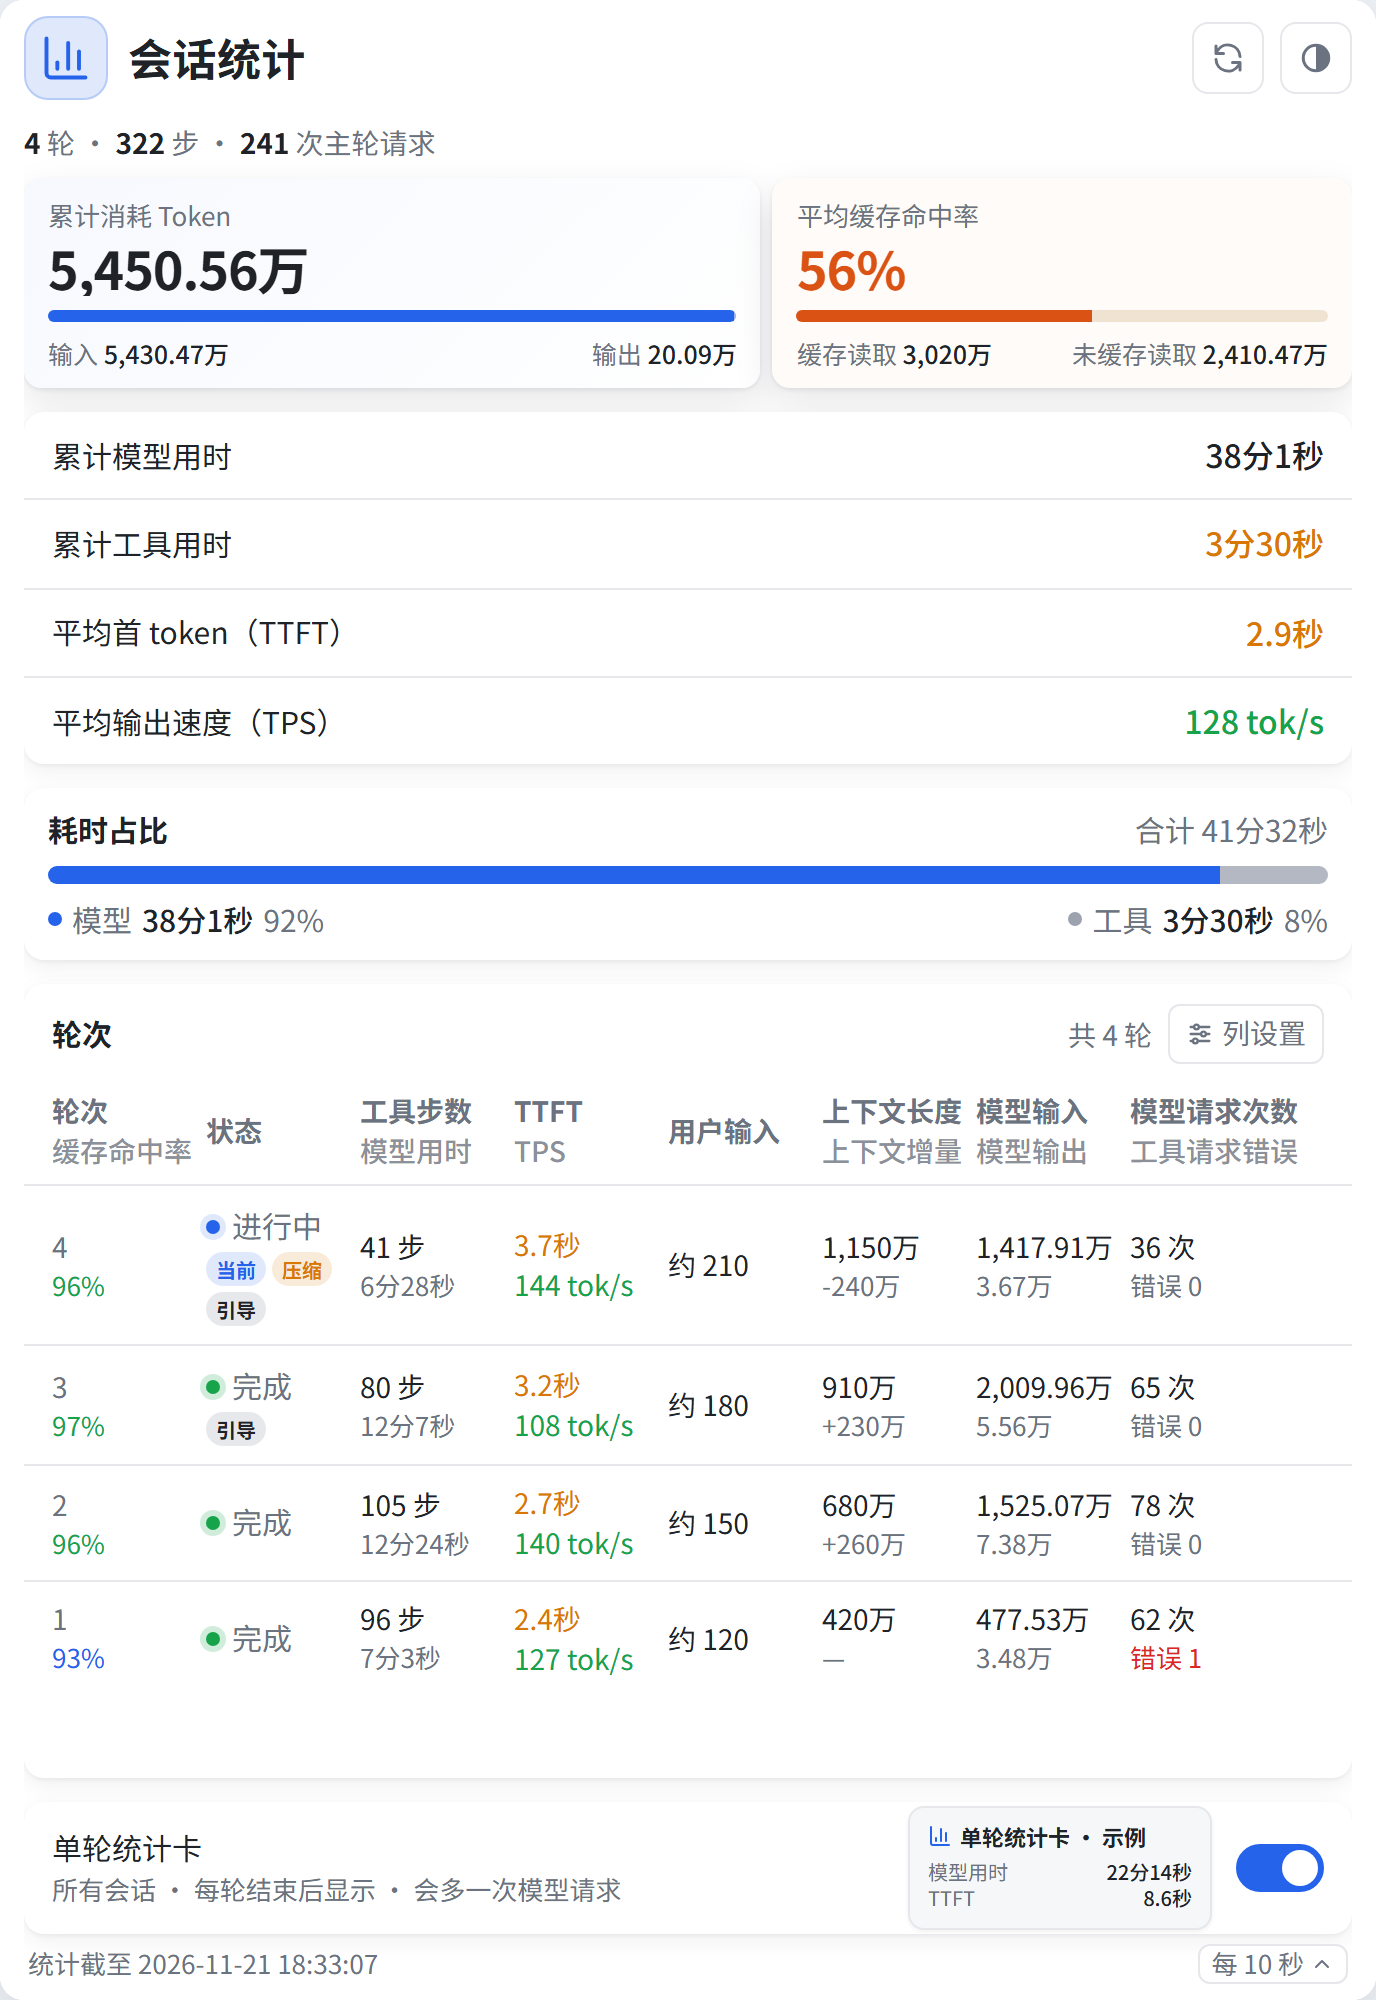 会话统计
4 轮 · 322 步 · 241 次主轮请求
累计消耗 Token
5,450.56万
输入 5,430.47万
输出 20.09万
平均缓存命中率
56%
缓存读取 3,020万
未缓存读取 2,410.47万
累计模型用时
38分1秒
累计工具用时
3分30秒
平均首 token（TTFT）
2.9秒
平均输出速度（TPS）
128 tok/s
耗时占比
合计 41分32秒
模型 38分1秒 92%
工具 3分30秒 8%
轮次
共 4 轮
列设置
轮次
缓存命中率
状态
工具步数
模型用时
TTFT
TPS
用户输入
上下文长度
上下文增量
模型输入
模型输出
模型请求次数
工具请求错误
4
96%
进行中
当前 压缩
引导
41 步
6分28秒
3.7秒
144 tok/s
约 210
1,150万
-240万
1,417.91万
3.67万
36 次
错误 0
3
97%
完成
引导
80 步
12分7秒
3.2秒
108 tok/s
约 180
910万
+230万
2,009.96万
5.56万
65 次
错误 0
2
96%
完成
105 步
12分24秒
2.7秒
140 tok/s
约 150
680万
+260万
1,525.07万
7.38万
78 次
错误 0
1
93%
完成
96 步
7分3秒
2.4秒
127 tok/s
约 120
420万
—
477.53万
3.48万
62 次
错误 1
单轮统计卡
所有会话 · 每轮结束后显示 · 会多一次模型请求
单轮统计卡 · 示例
模型用时 22分14秒
TTFT 8.6秒
统计截至 2026-11-21 18:33:07
每 10 秒